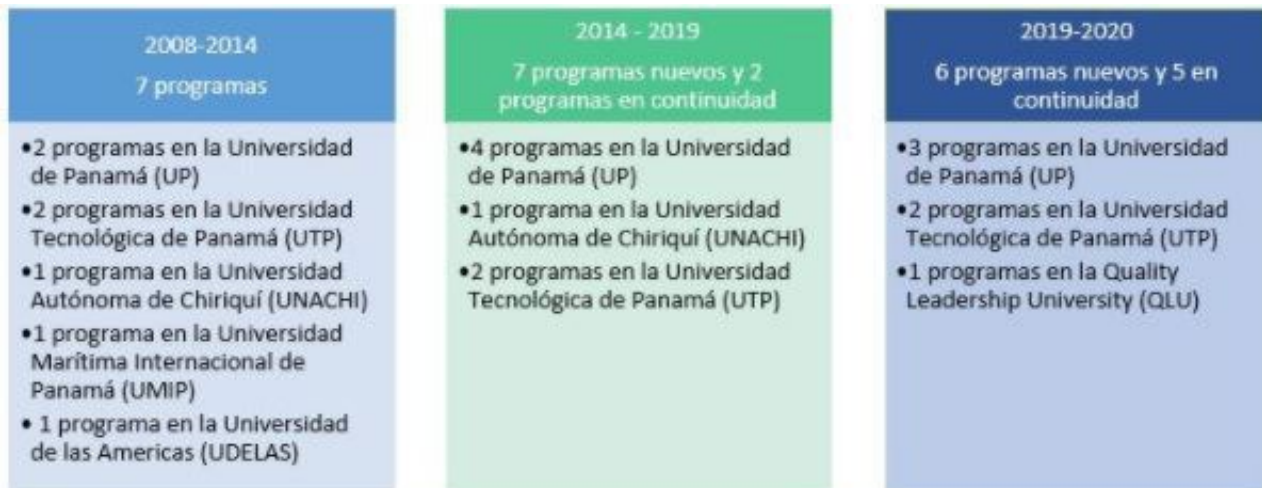 2008-2014
7 programas
•2 programas en la Universidad
de Panamá (UP)
•2 programas en la Universidad
Tecnológica de Panamá (UTP)
•1 programa en la Universidad
Autónoma de Chiriquí (UNACHI)
•1 programa en la Universidad
Marítima Internacional de
Panamá (UMIP)
• 1 programa en la Universidad
de las Americas (UDELAS)
2014 - 2019
7 programas nuevos y 2
programas en continuidad
•4 programas en la Universidad
de Panamá (UP)
•1 programa en la Universidad
Autónoma de Chiriquí (UNACHI)
•2 programas en la Universidad
Tecnológica de Panamá (UTP)
2019-2020
6 programas nuevos y 5 en
continuidad
•3 programas en la Universidad
de Panamá (UP)
•2 programas en la Universidad
Tecnológica de Panamá (UTP)
•1 programas en la Quality
Leadership University (QLU)